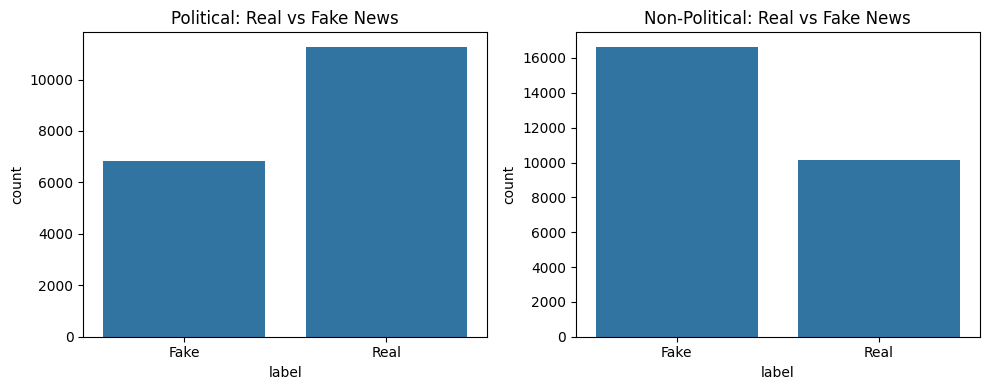 Political: Real vs Fake News
10000
8000
6000
4000
2000
0
count
Fake Real
label
Non-Political: Real vs Fake News
16000
14000
12000
10000
8000
6000
4000
2000
0
count
Fake Real
label